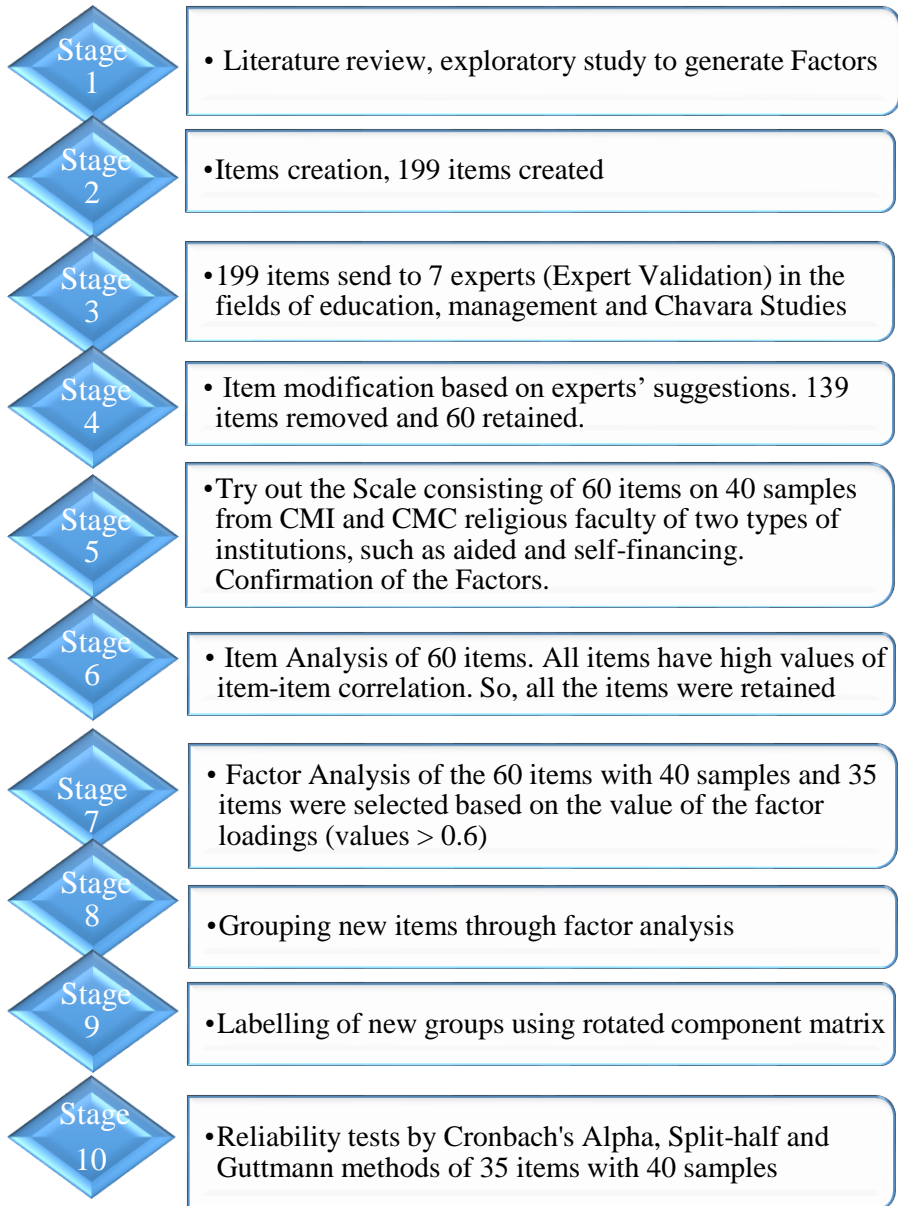 Stage
1
• Literature review, exploratory study to generate Factors
Stage
2
•Items creation, 199 items created
Stage
3
•199 items send to 7 experts (Expert Validation) in the
fields of education, management and Chavara Studies
Stage
4
• Item modification based on experts’ suggestions. 139
items removed and 60 retained.
Stage
5
•Try out the Scale consisting of 60 items on 40 samples
from CMI and CMC religious faculty of two types of
institutions, such as aided and self-financing.
Confirmation of the Factors.
Stage
6
• Item Analysis of 60 items. All items have high values of
item-item correlation. So, all the items were retained
Stage
7
• Factor Analysis of the 60 items with 40 samples and 35
items were selected based on the value of the factor
loadings (values > 0.6)
Stage
8
•Grouping new items through factor analysis
Stage
9
•Labelling of new groups using rotated component matrix
Stage
10
•Reliability tests by Cronbach's Alpha, Split-half and
Guttmann methods of 35 items with 40 samples